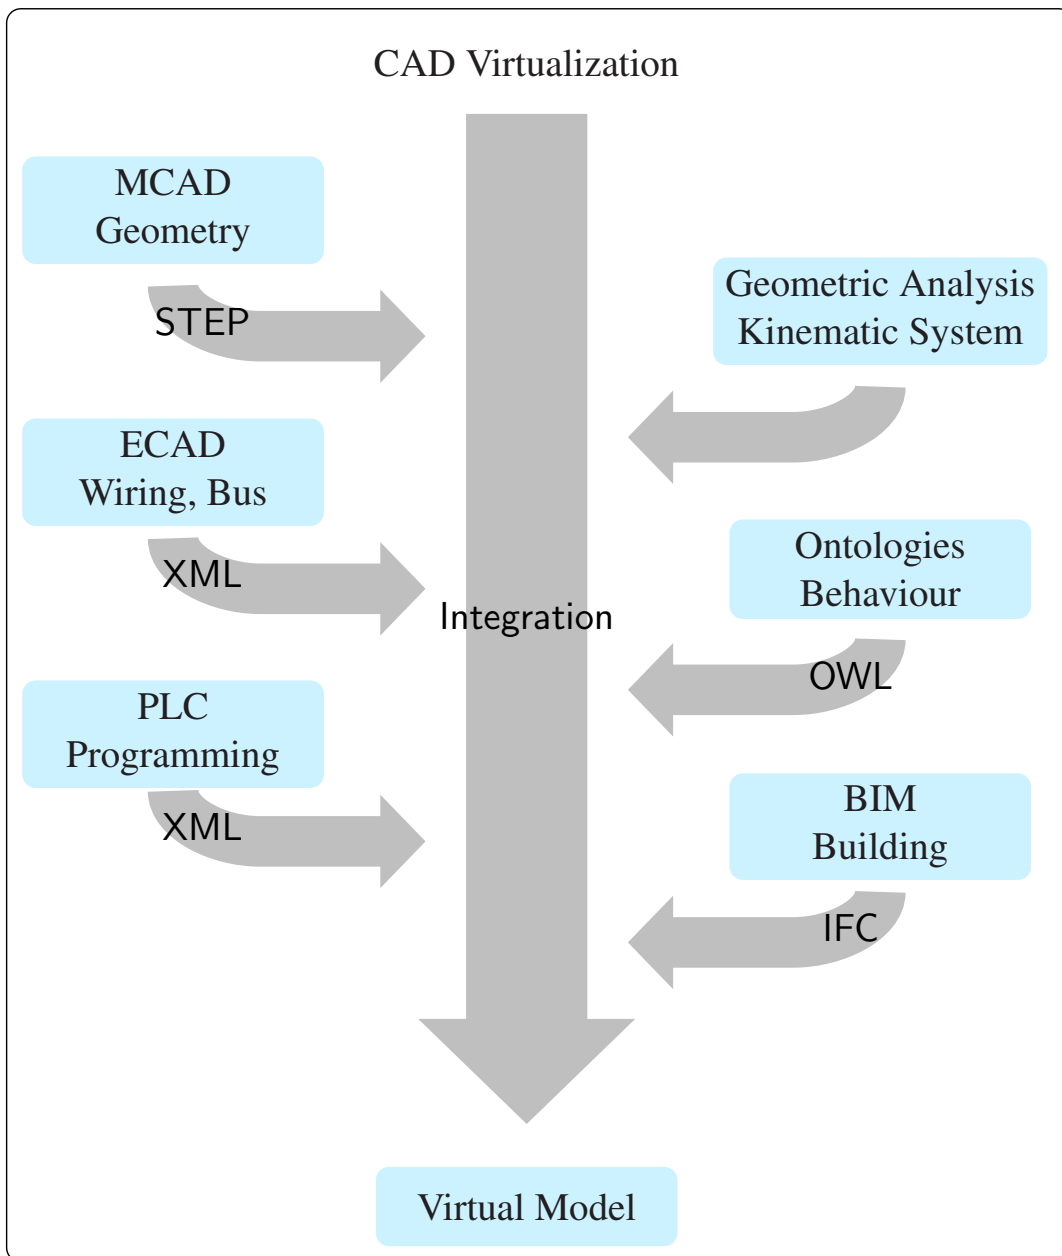 CAD Virtualization
MCAD
Geometry
STEP
Geometric Analysis
Kinematic System
ECAD
Wiring, Bus
XML
Ontologies
Behaviour
Integration
OWL
PLC
Programming
XML
BIM
Building
IFC
Virtual Model